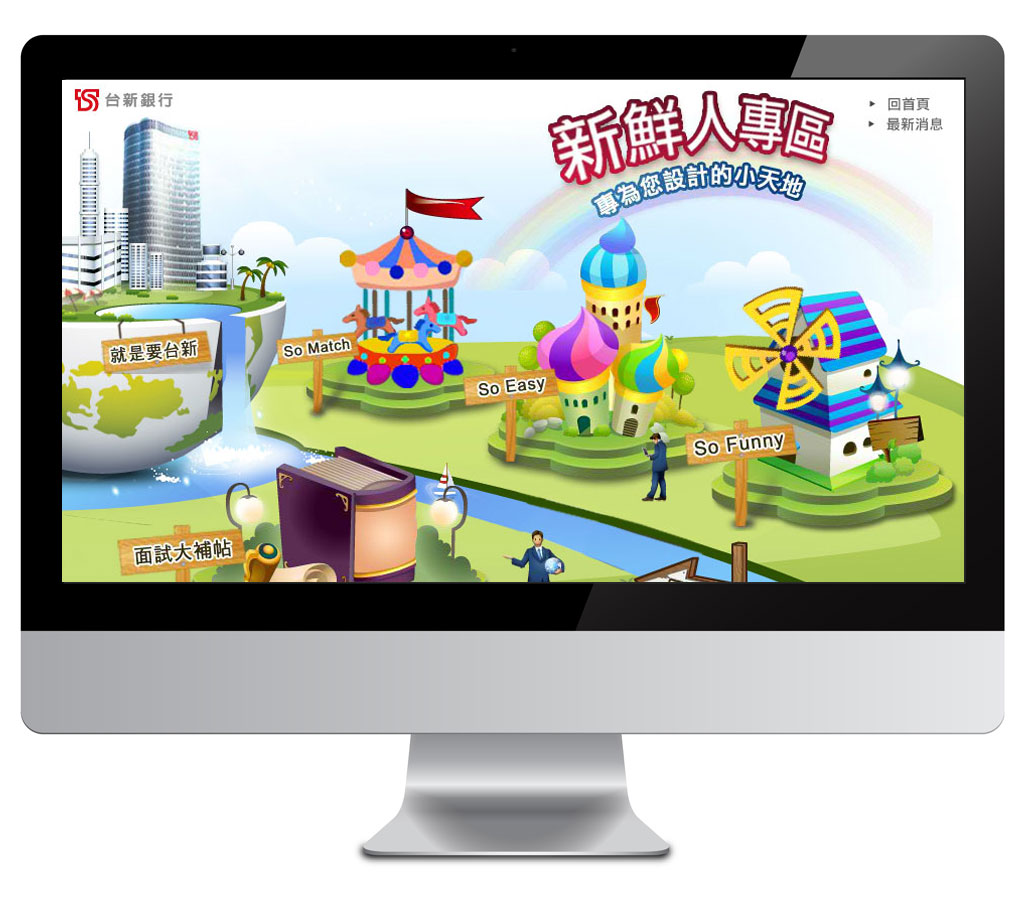 台新銀行
新鮮人專區
專為您設計的小天地
回首頁
最新消息
就是要台新
So Match
So Easy
So Funny
面試大補帖